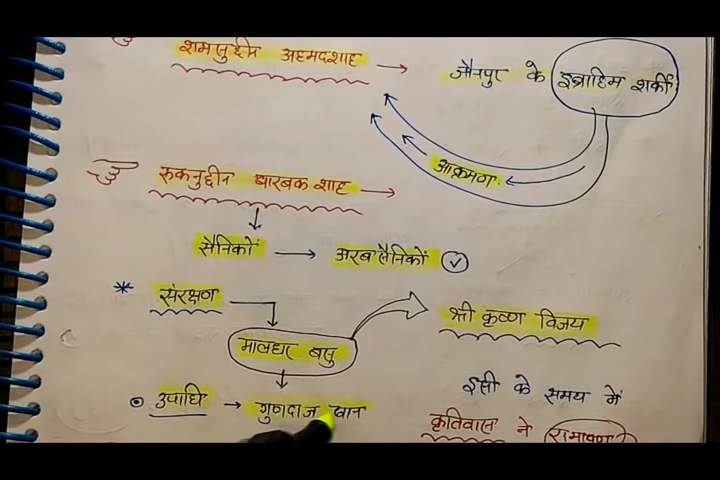 शमसुद्दीन अहमदशाह → जौनपुर के इब्राहिम शर्की
आक्रमण
रुकनुद्दीन बारबक शाह →
सैनिकों → अरब सैनिकों
* संरक्षण
श्री कृष्ण विजय
मालधर बसु
इसी के समय में
उपाधि → गुणराज खान
कृतिवास ने रामायण